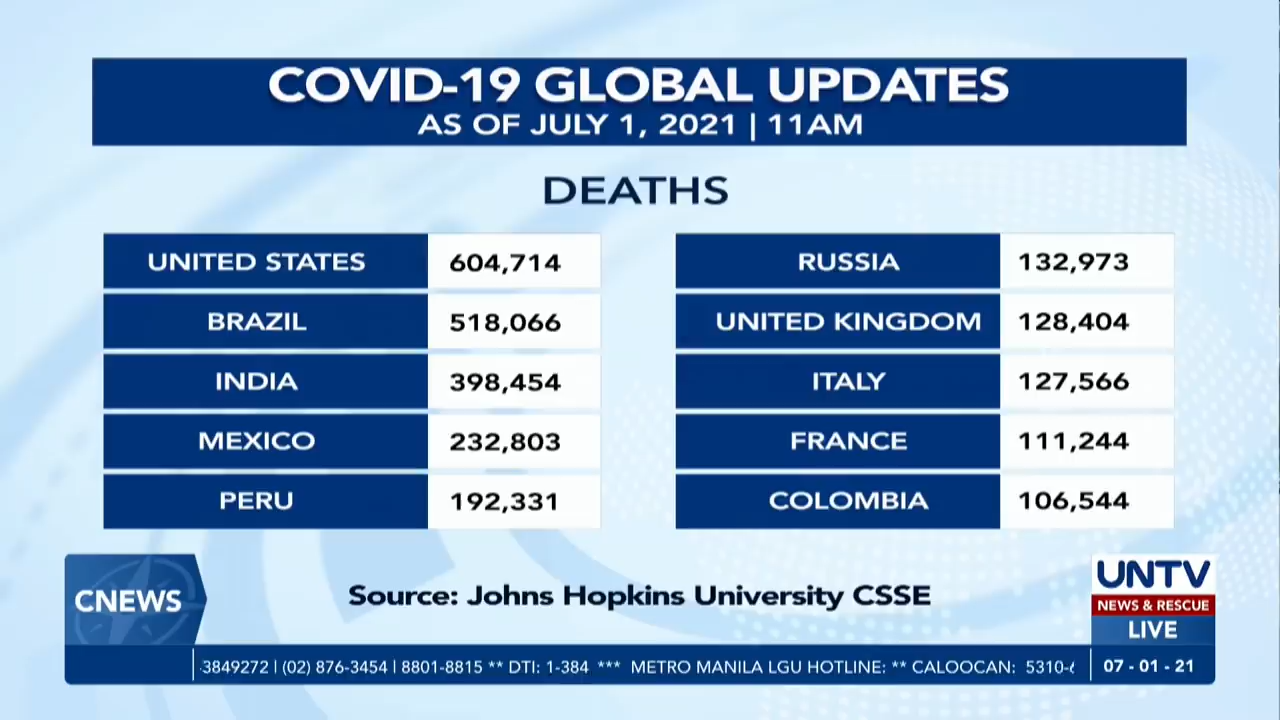 COVID-19 GLOBAL UPDATES
AS OF JULY 1, 2021 | 11AM
DEATHS
UNITED STATES 604,714
BRAZIL 518,066
INDIA 398,454
MEXICO 232,803
PERU 192,331
RUSSIA 132,973
UNITED KINGDOM 128,404
ITALY 127,566
FRANCE 111,244
COLOMBIA 106,544
CNEWS
Source: Johns Hopkins University CSSE
UNTV
NEWS & RESCUE
LIVE
3849272 | (02) 876-3454 | 8801-8815 ** DTI: 1-384 *** METRO MANILA LGU HOTLINE: ** CALOOCAN: 5310-
07 - 01 - 21